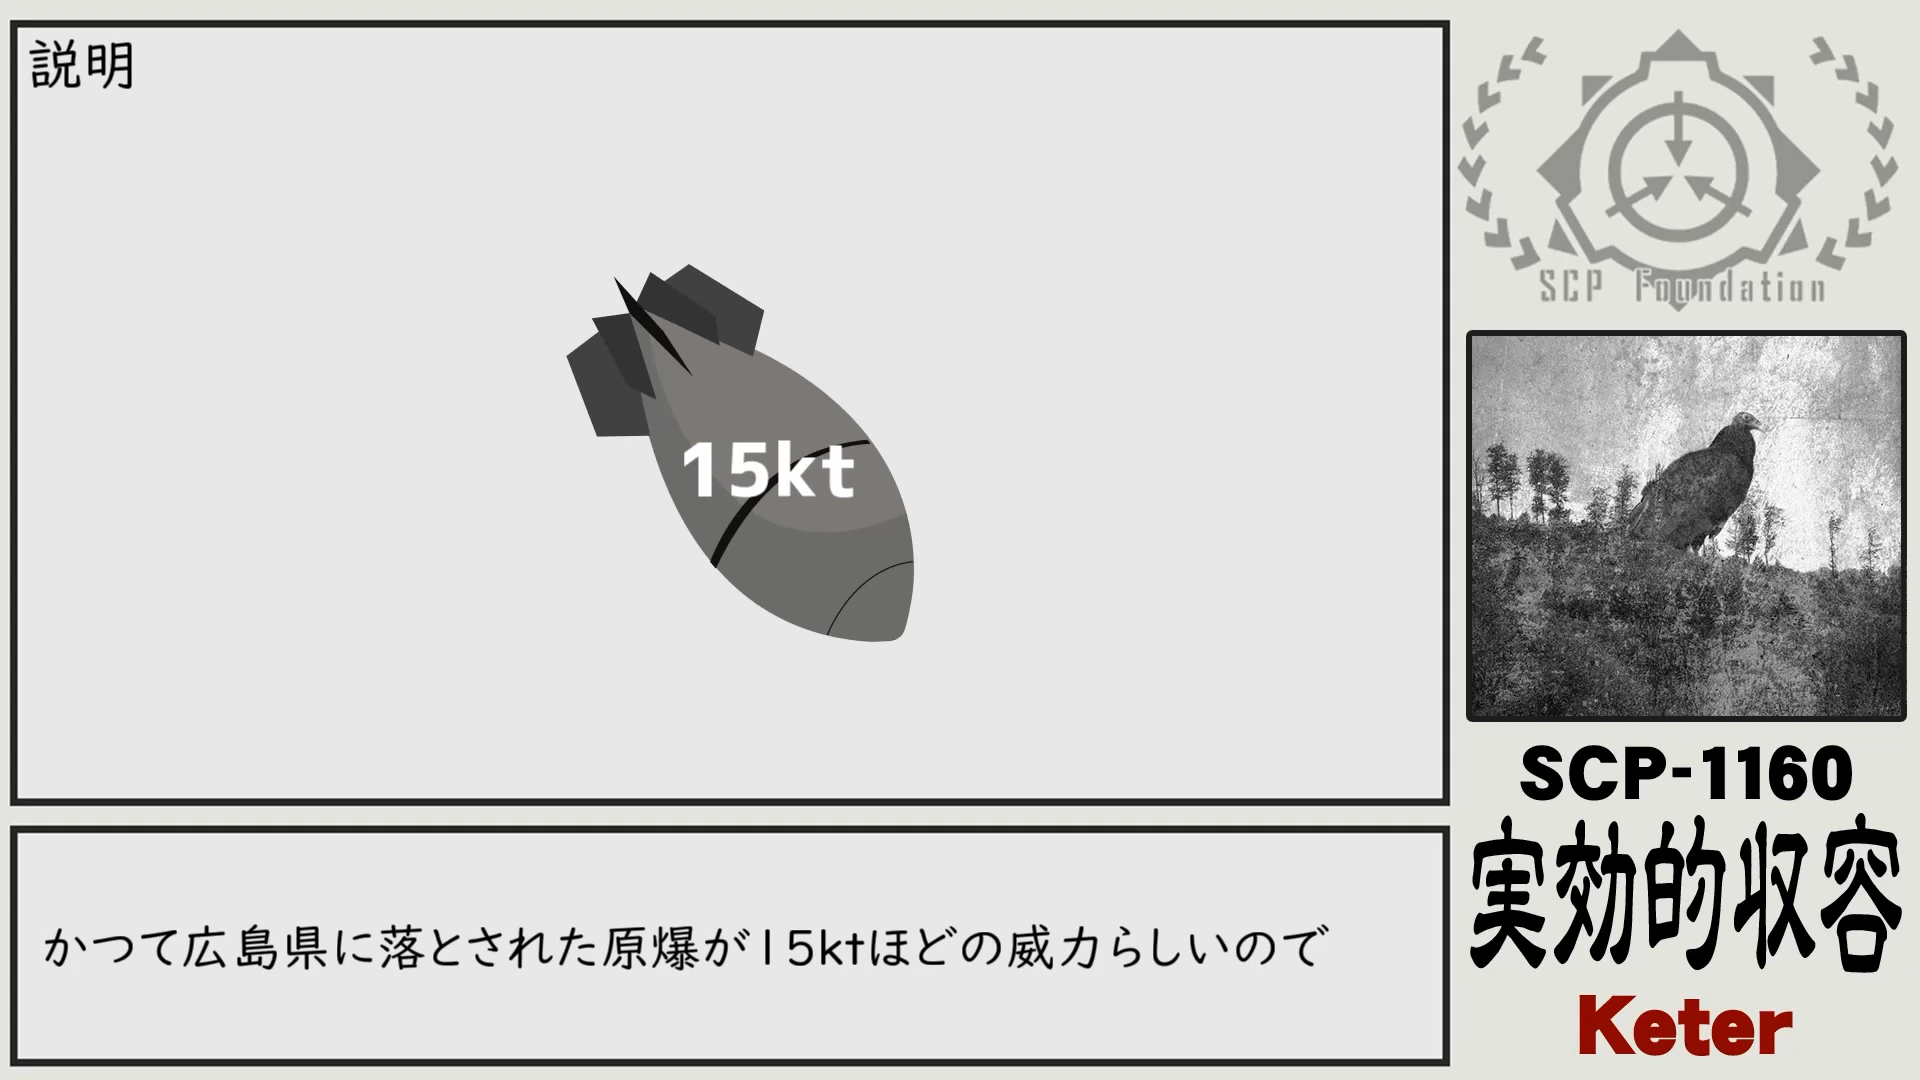 説明
15kt
かつて広島県に落とされた原爆が15ktほどの威力らしいので
SCP Foundation
SCP-1160
実効的収容
Keter